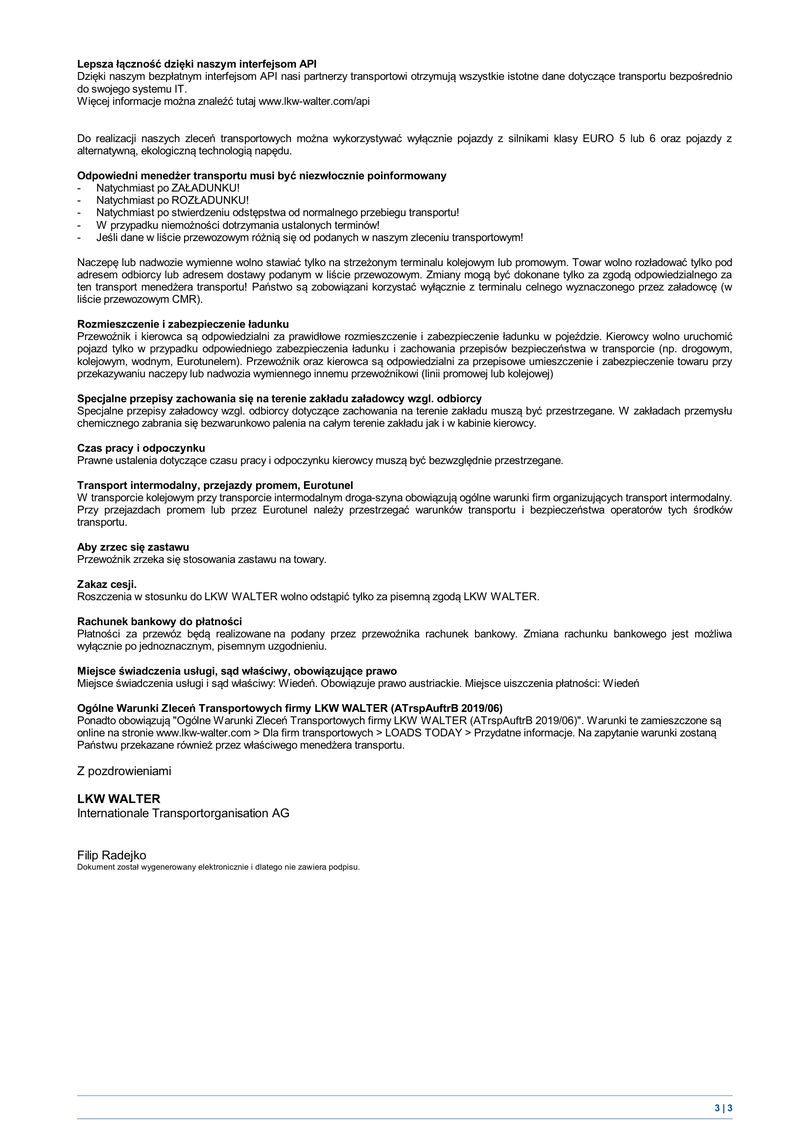 Lepsza łączność dzięki naszym interfejsom API
Dzięki naszym bezpłatnym interfejsom API nasi partnerzy transportowi otrzymują wszystkie istotne dane dotyczące transportu bezpośrednio
do swojego systemu IT.
Więcej informacje można znaleźć tutaj www.lkw-walter.com/api
Do realizacji naszych zleceń transportowych można wykorzystywać wyłącznie pojazdy z silnikami klasy EURO 5 lub 6 oraz pojazdy z
alternatywną, ekologiczną technologią napędu.
Odpowiedni menedżer transportu musi być niezwłocznie poinformowany
- Natychmiast po ZAŁADUNKU!
- Natychmiast po ROZŁADUNKU!
- Natychmiast po stwierdzeniu odstępstwa od normalnego przebiegu transportu!
- W przypadku niemożności dotrzymania ustalonych terminów!
- Jeśli dane w liście przewozowym różnią się od podanych w naszym zleceniu transportowym!
Naczepę lub nadwozie wymienne wolno stawiać tylko na strzeżonym terminalu kolejowym lub promowym. Towar wolno rozładować tylko pod
adresem odbiorcy lub adresem dostawy podanym w liście przewozowym. Zmiany mogą być dokonane tylko za zgodą odpowiedzialnego za
ten transport menedżera transportu! Państwo są zobowiązani korzystać wyłącznie z terminalu celnego wyznaczonego przez załadowcę (w
liście przewozowym CMR).
Rozmieszczenie i zabezpieczenie ładunku
Przewoźnik i kierowca są odpowiedzialni za prawidłowe rozmieszczenie i zabezpieczenie ładunku w pojeździe. Kierowcy wolno uruchomić
pojazd tylko w przypadku odpowiedniego zabezpieczenia ładunku i zachowania przepisów bezpieczeństwa w transporcie (np. drogowym,
kolejowym, wodnym, Eurotunelem). Przewoźnik oraz kierowca są odpowiedzialni za przepisowe umieszczenie i zabezpieczenie towaru przy
przekazywaniu naczepy lub nadwozia wymiennego innemu przewoźnikowi (linii promowej lub kolejowej)
Specjalne przepisy zachowania się na terenie zakładu załadowcy wzgl. odbiorcy
Specjalne przepisy załadowcy wzgl. odbiorcy dotyczące zachowania na terenie zakładu muszą być przestrzegane. W zakładach przemysłu
chemicznego zabrania się bezwarunkowo palenia na całym terenie zakładu jak i w kabinie kierowcy.
Czas pracy i odpoczynku
Prawne ustalenia dotyczące czasu pracy i odpoczynku kierowcy muszą być bezwzględnie przestrzegane.
Transport intermodalny, przejazdy promem, Eurotunel
W transporcie kolejowym przy transporcie intermodalnym droga-szyna obowiązują ogólne warunki firm organizujących transport intermodalny.
Przy przejazdach promem lub przez Eurotunel należy przestrzegać warunków transportu i bezpieczeństwa operatorów tych środków
transportu.
Aby zrzec się zastawu
Przewoźnik zrzeka się stosowania zastawu na towary.
Zakaz cesji.
Roszczenia w stosunku do LKW WALTER wolno odstąpić tylko za pisemną zgodą LKW WALTER.
Rachunek bankowy do płatności
Płatności za przewóz będą realizowane na podany przez przewoźnika rachunek bankowy. Zmiana rachunku bankowego jest możliwa
wyłącznie po jednoznacznym, pisemnym uzgodnieniu.
Miejsce świadczenia usługi, sąd właściwy, obowiązujące prawo
Miejsce świadczenia usługi i sąd właściwy: Wiedeń. Obowiązuje prawo austriackie. Miejsce uiszczenia płatności: Wiedeń
Ogólne Warunki Zleceń Transportowych firmy LKW WALTER (ATrspAuftrB 2019/06)
Ponadto obowiązują "Ogólne Warunki Zleceń Transportowych firmy LKW WALTER (ATrspAuftrB 2019/06)". Warunki te zamieszczone są
online na stronie www.lkw-walter.com > Dla firm transportowych > LOADS TODAY > Przydatne informacje. Na zapytanie warunki zostaną
Państwu przekazane również przez właściwego menedżera transportu.
Z pozdrowieniami
LKW WALTER
Internationale Transportorganisation AG
Filip Radejko
Dokument został wygenerowany elektronicznie i dlatego nie zawiera podpisu.
3 | 3